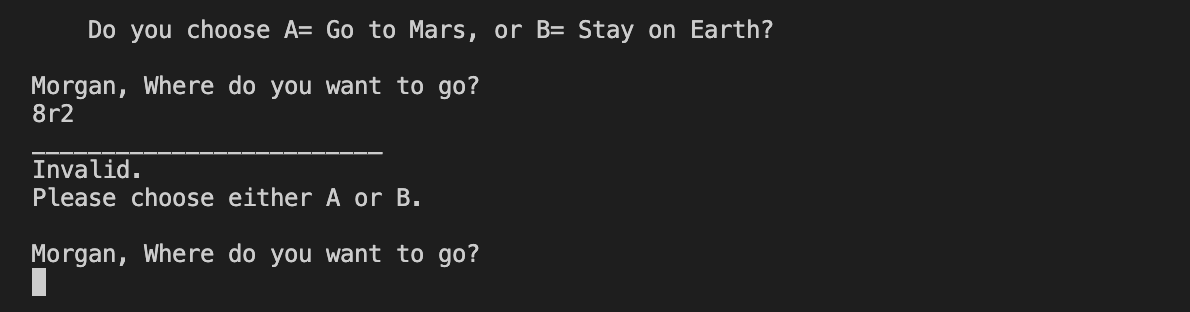 Do you choose A= Go to Mars, or B= Stay on Earth?
Morgan, Where do you want to go?
8r2
_________________________
Invalid.
Please choose either A or B.
Morgan, Where do you want to go?